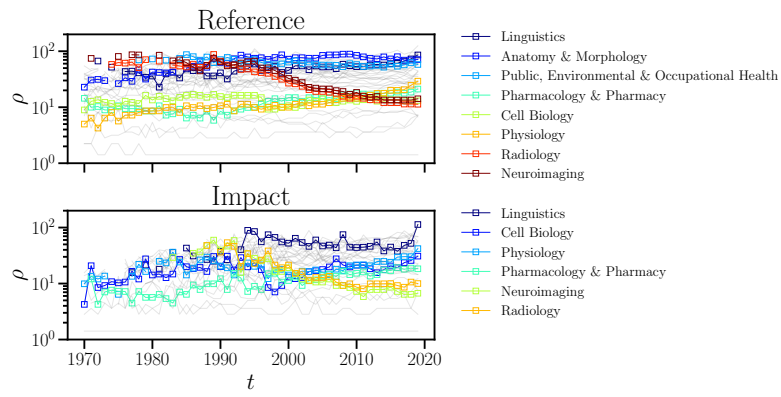 Reference
10²
10¹
10⁰
ρ
Linguistics
Anatomy & Morphology
Public, Environmental & Occupational Health
Pharmacology & Pharmacy
Cell Biology
Physiology
Radiology
Neuroimaging
Impact
10²
10¹
10⁰
ρ
1970 1980 1990 2000 2010 2020
t
Linguistics
Cell Biology
Physiology
Pharmacology & Pharmacy
Neuroimaging
Radiology